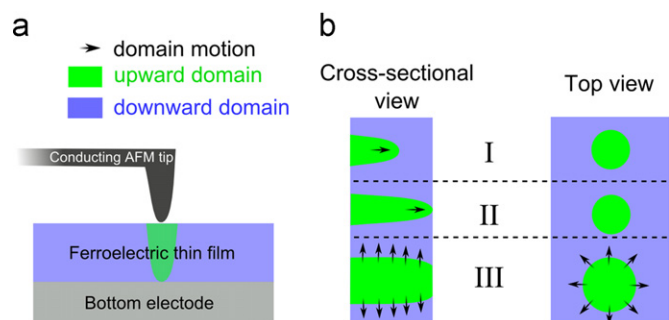 a
domain motion
upward domain
downward domain
Conducting AFM tip
Ferroelectric thin film
Bottom electode
b
Cross-sectional
view
Top view
I
II
III